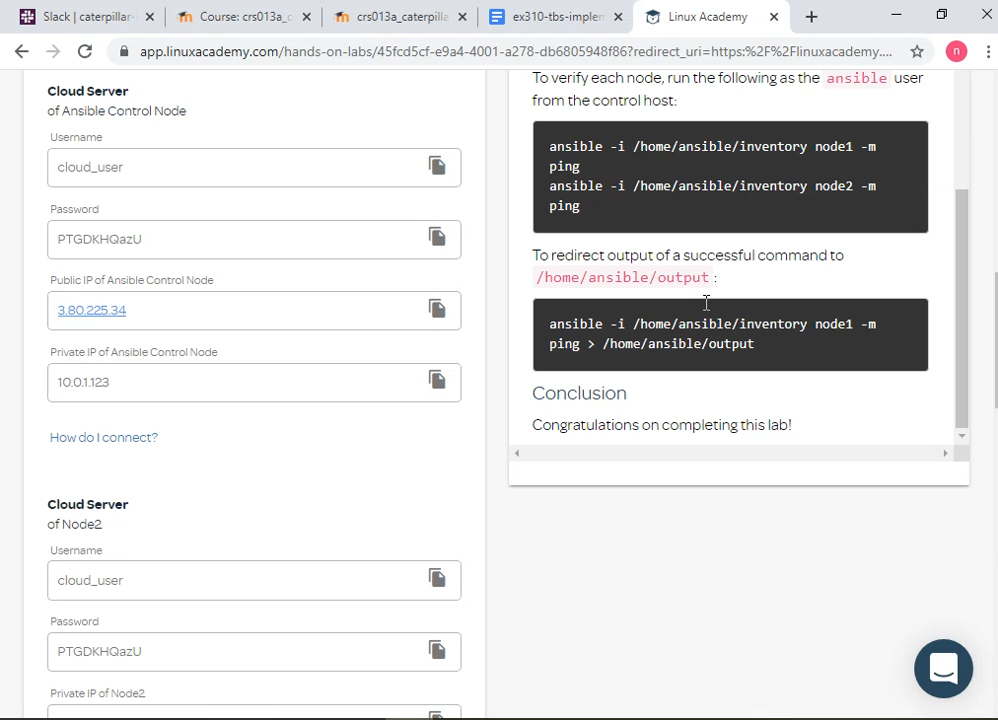 Slack | caterpillar-
Course: crs013a_c
crs013a_caterpilla
ex310-tbs-implem
Linux Academy
app.linuxacademy.com/hands-on-labs/45fcd5cf-e9a4-4001-a278-db6805948f86?redirect_uri=https:%2F%2Flinuxacademy....
n
Cloud Server
of Ansible Control Node
Username
cloud_user
Password
PTGDKHQazU
Public IP of Ansible Control Node
3.80.225.34
Private IP of Ansible Control Node
10.0.1.123
How do I connect?
Cloud Server
of Node2
Username
cloud_user
Password
PTGDKHQazU
Private IP of Node2
To verify each node, run the following as the ansible user
from the control host:
ansible -i /home/ansible/inventory node1 -m
ping
ansible -i /home/ansible/inventory node2 -m
ping
To redirect output of a successful command to
/home/ansible/output :
ansible -i /home/ansible/inventory node1 -m
ping > /home/ansible/output
Conclusion
Congratulations on completing this lab!